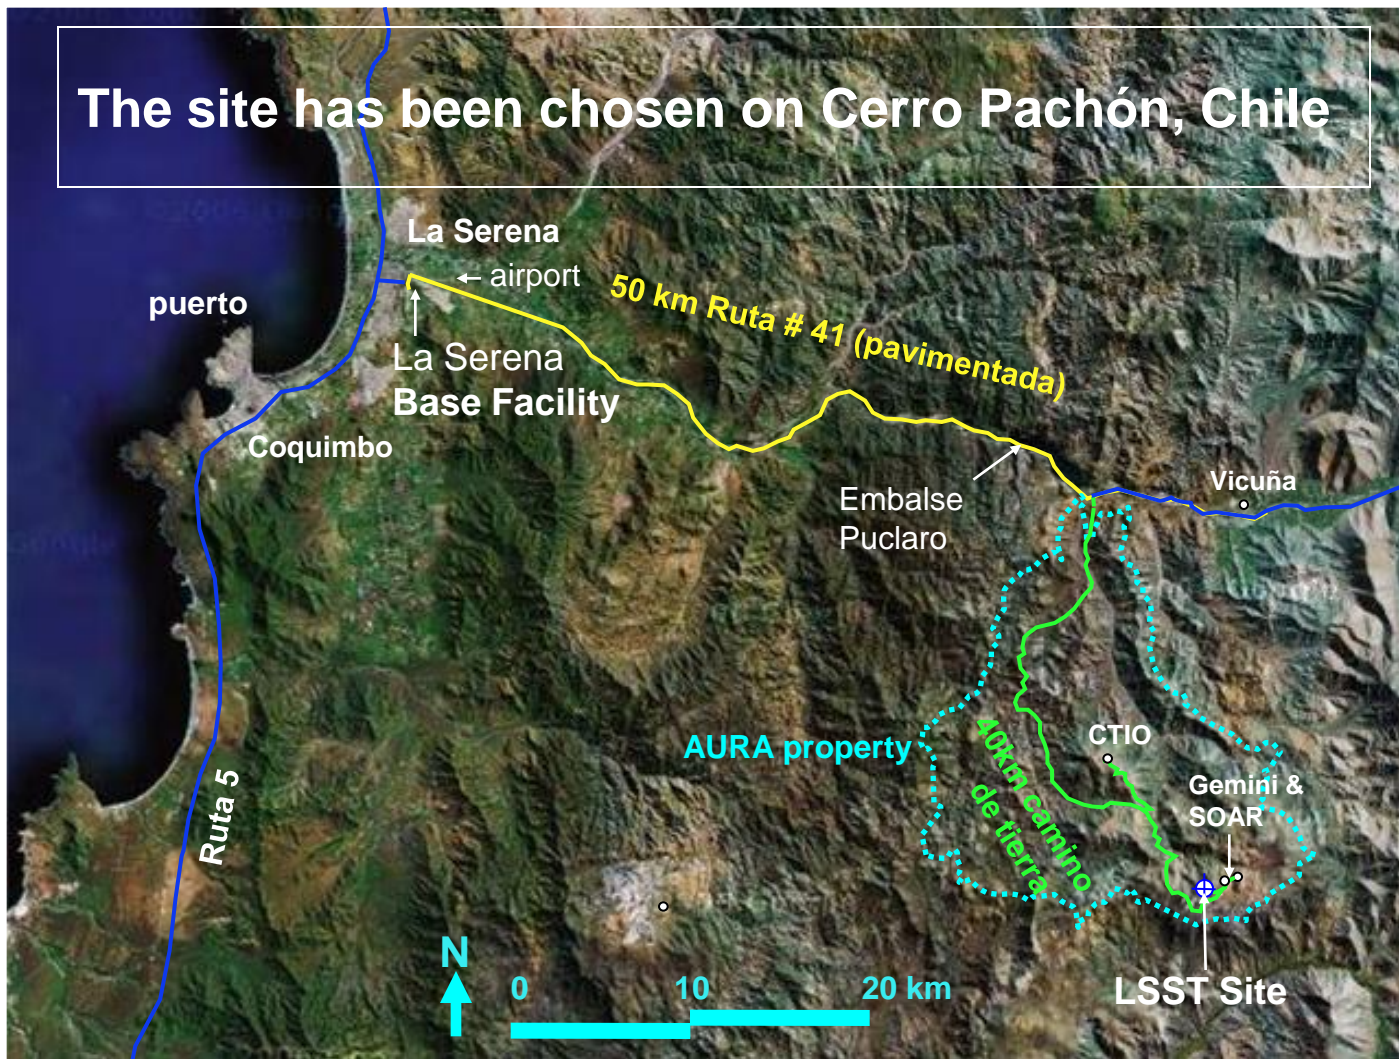 The site has been chosen on Cerro Pachón, Chile
La Serena
airport
puerto
50 km Ruta # 41 (pavimentada)
La Serena
Base Facility
Coquimbo
Embalse
Puclaro
Vicuña
AURA property
40km camino
de tierra
CTIO
Gemini &
SOAR
Ruta 5
N
0 10 20 km
LSST Site